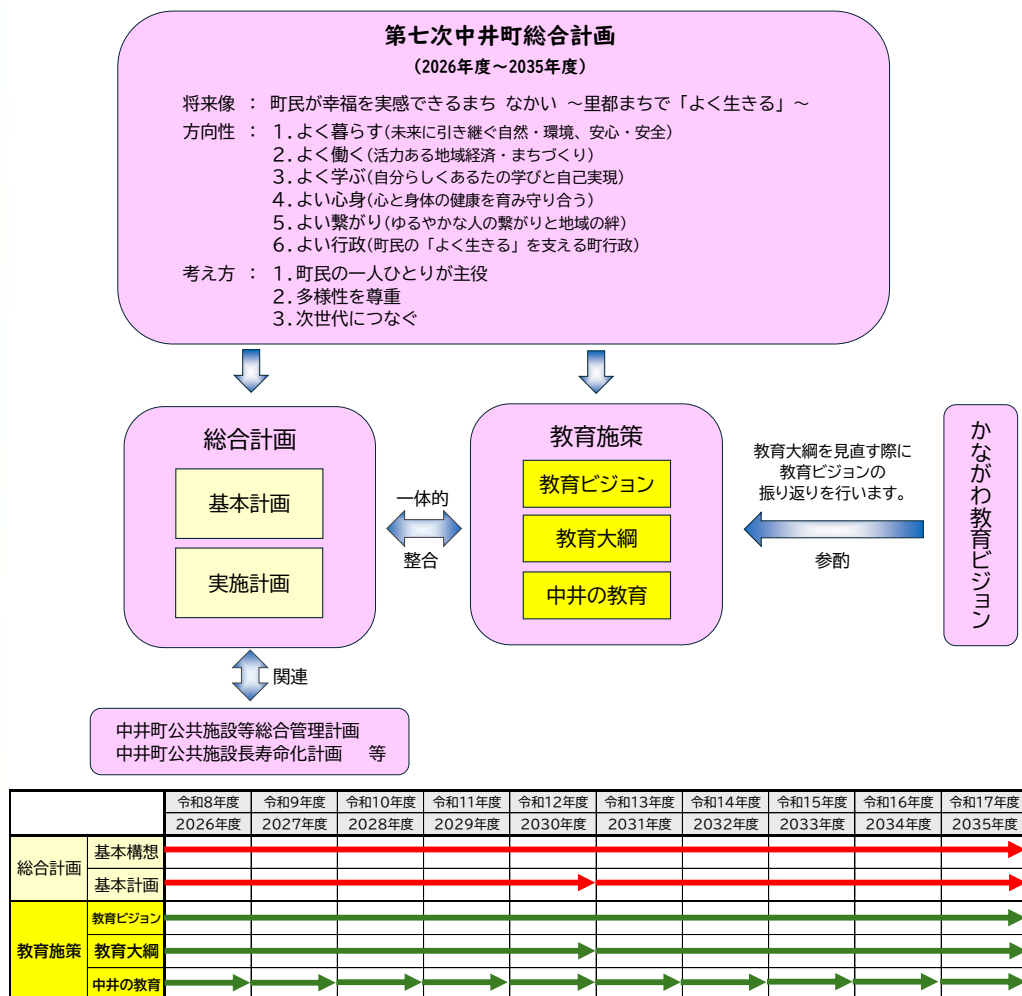 第七次中井町総合計画
(2026年度~2035年度)
将来像 : 町民が幸福を実感できるまち なかい ~里都まちで「よく生きる」~
方向性 : 1.よく暮らす(未来に引き継ぐ自然・環境、安心・安全)
2.よく働く(活力ある地域経済・まちづくり)
3.よく学ぶ(自分らしくあるたの学びと自己実現)
4.よい心身(心と身体の健康を育み守り合う)
5.よい繋がり(ゆるやかな人の繋がりと地域の絆)
6.よい行政(町民の「よく生きる」を支える町行政)
考え方 : 1.町民の一人ひとりが主役
2.多様性を尊重
3.次世代につなぐ
総合計画
基本計画
実施計画
一体的
整合
教育施策
教育ビジョン
教育大綱
中井の教育
教育大綱を見直す際に
教育ビジョンの
振り返りを行います。
参酌
かながわ教育ビジョン
関連
中井町公共施設等総合管理計画
中井町公共施設長寿命化計画 等
令和8年度 令和9年度 令和10年度 令和11年度 令和12年度 令和13年度 令和14年度 令和15年度 令和16年度 令和17年度
2026年度 2027年度 2028年度 2029年度 2030年度 2031年度 2032年度 2033年度 2034年度 2035年度
総合計画
基本構想
基本計画
教育施策
教育ビジョン
教育大綱
中井の教育